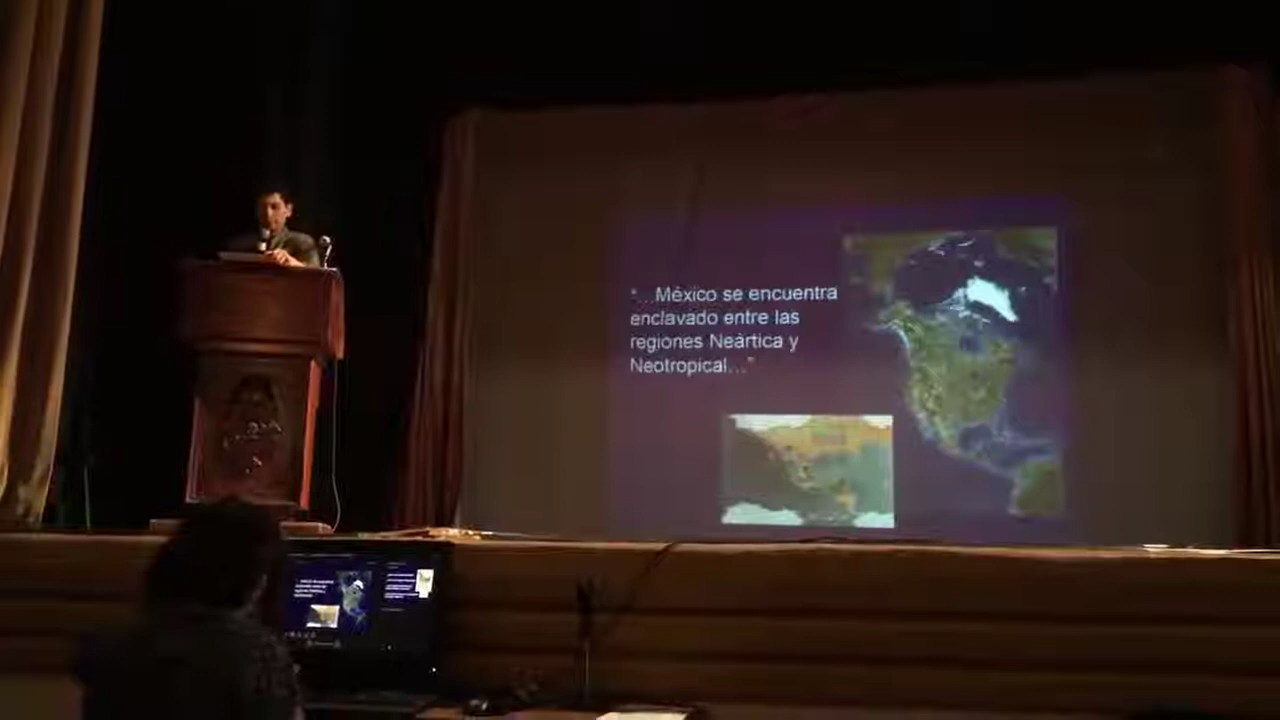 “…México se encuentra
enclavado entre las
regiones Neártica y
Neotropical…”